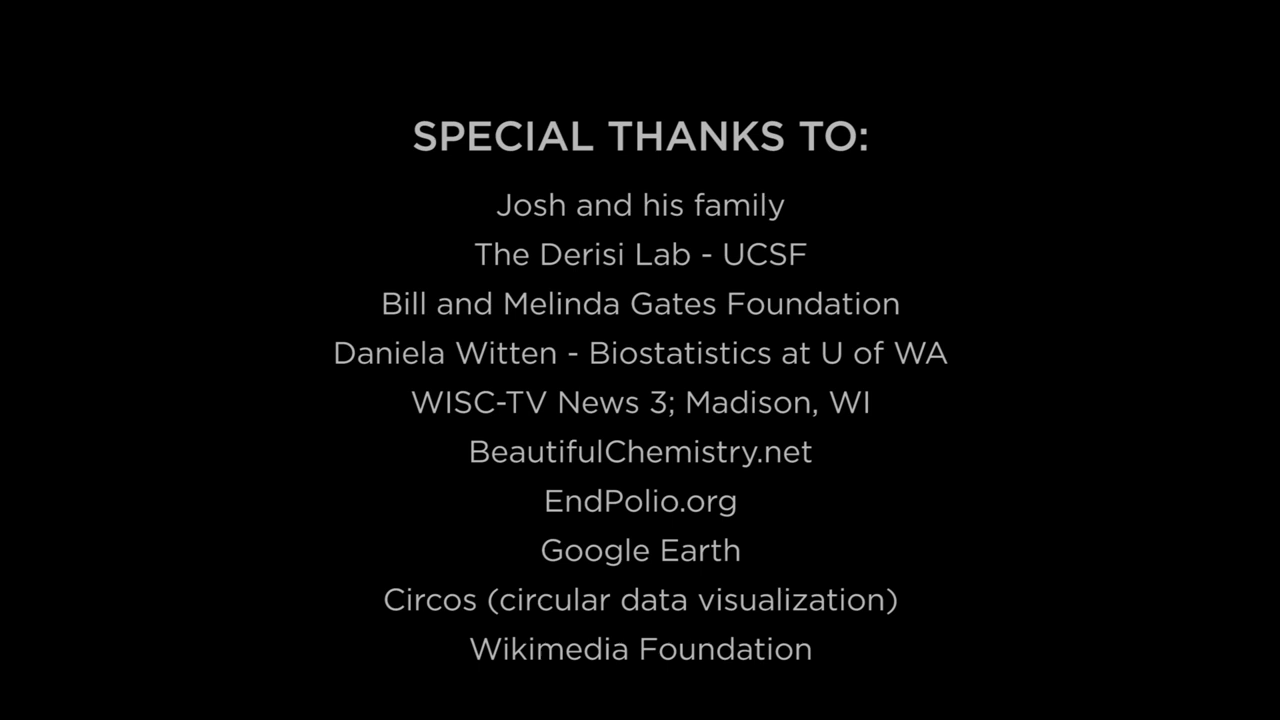 SPECIAL THANKS TO:
Josh and his family
The Derisi Lab - UCSF
Bill and Melinda Gates Foundation
Daniela Witten - Biostatistics at U of WA
WISC-TV News 3; Madison, WI
BeautifulChemistry.net
EndPolio.org
Google Earth
Circos (circular data visualization)
Wikimedia Foundation